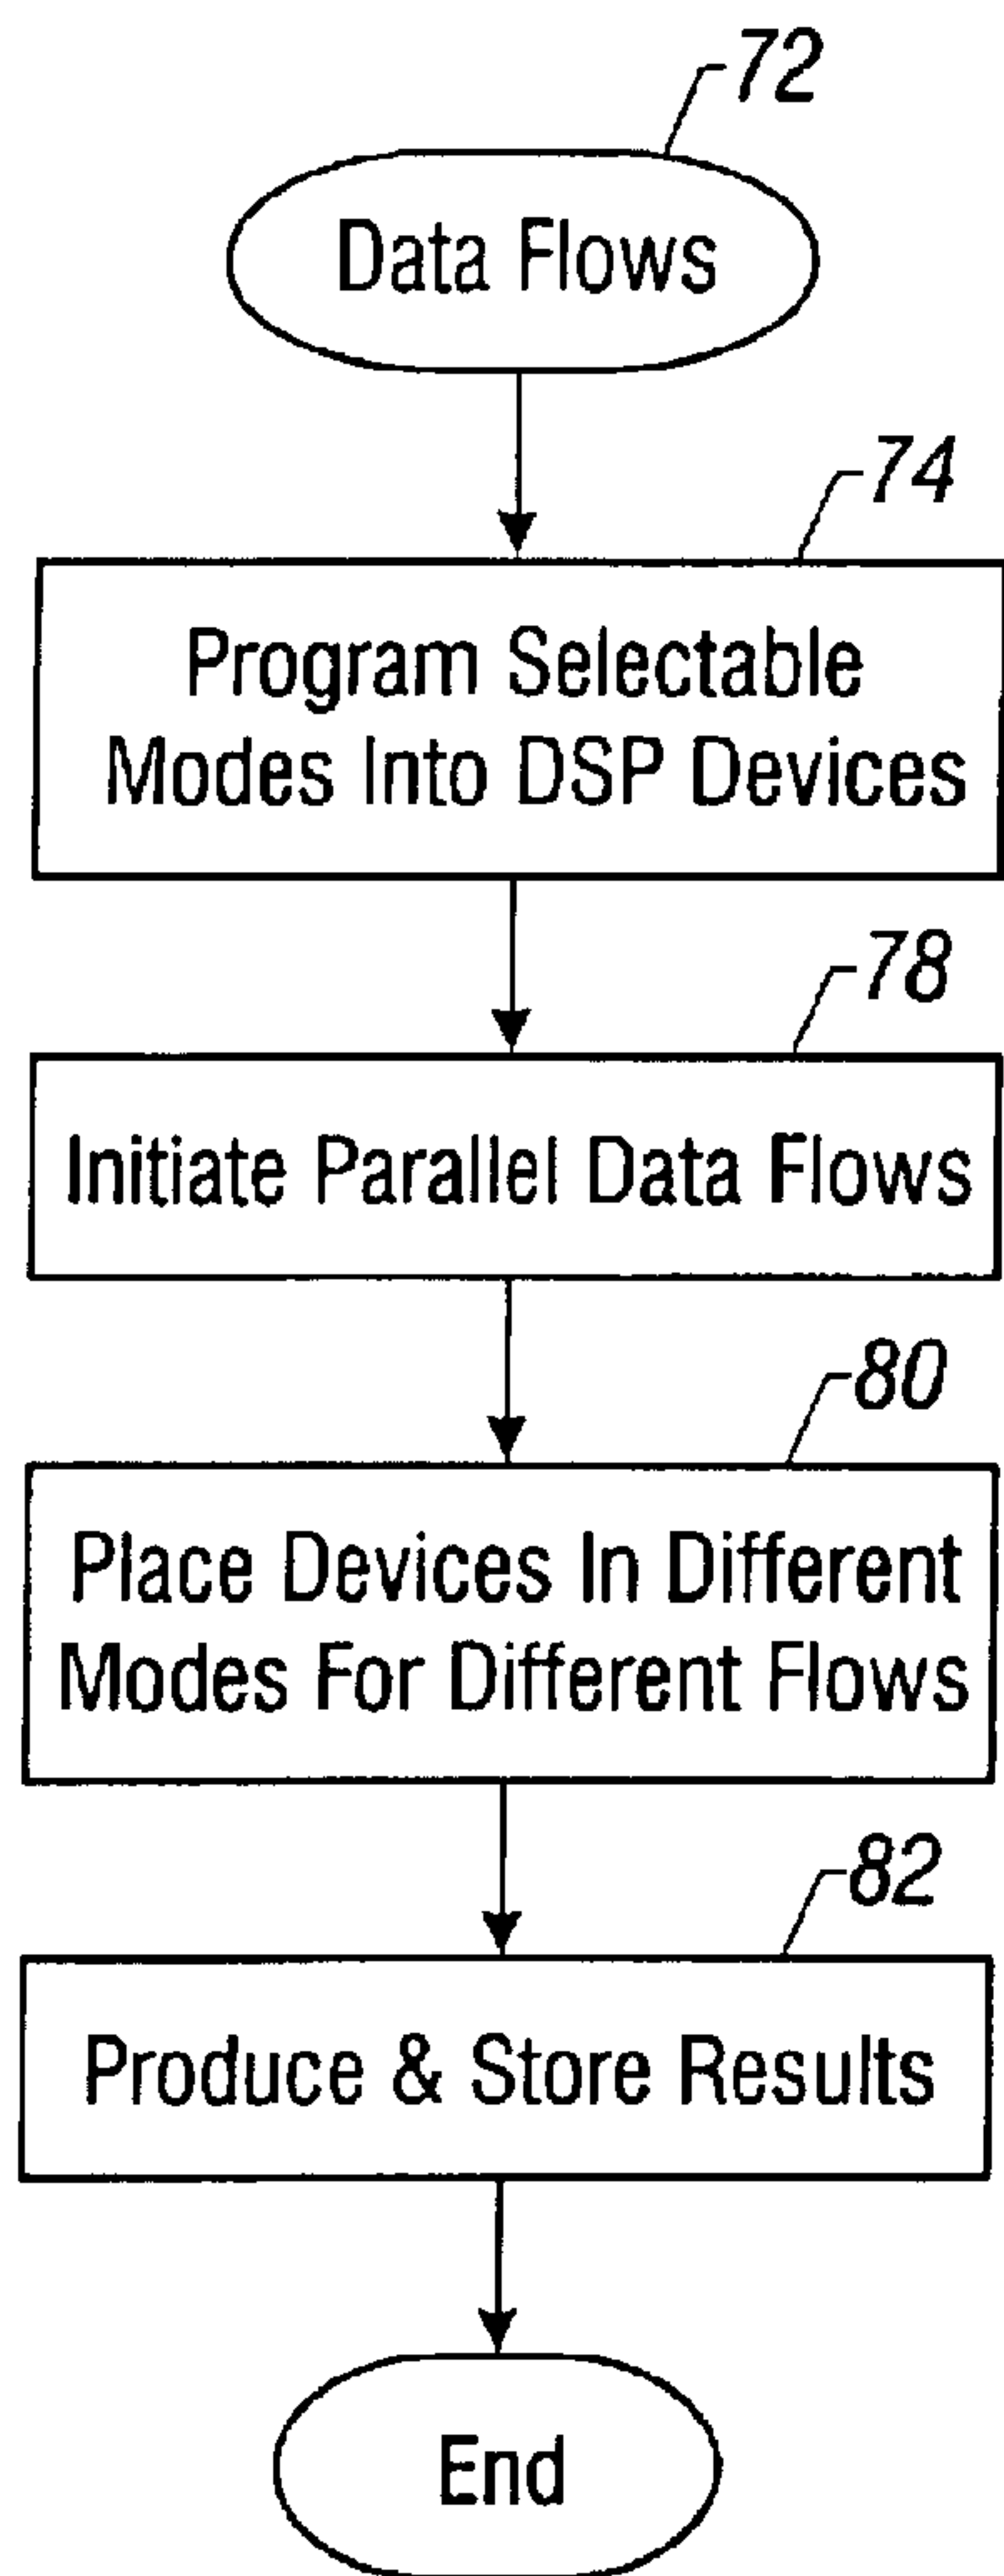 72
Data Flows
74
Program Selectable
Modes Into DSP Devices
78
Initiate Parallel Data Flows
80
Place Devices In Different
Modes For Different Flows
82
Produce & Store Results
End